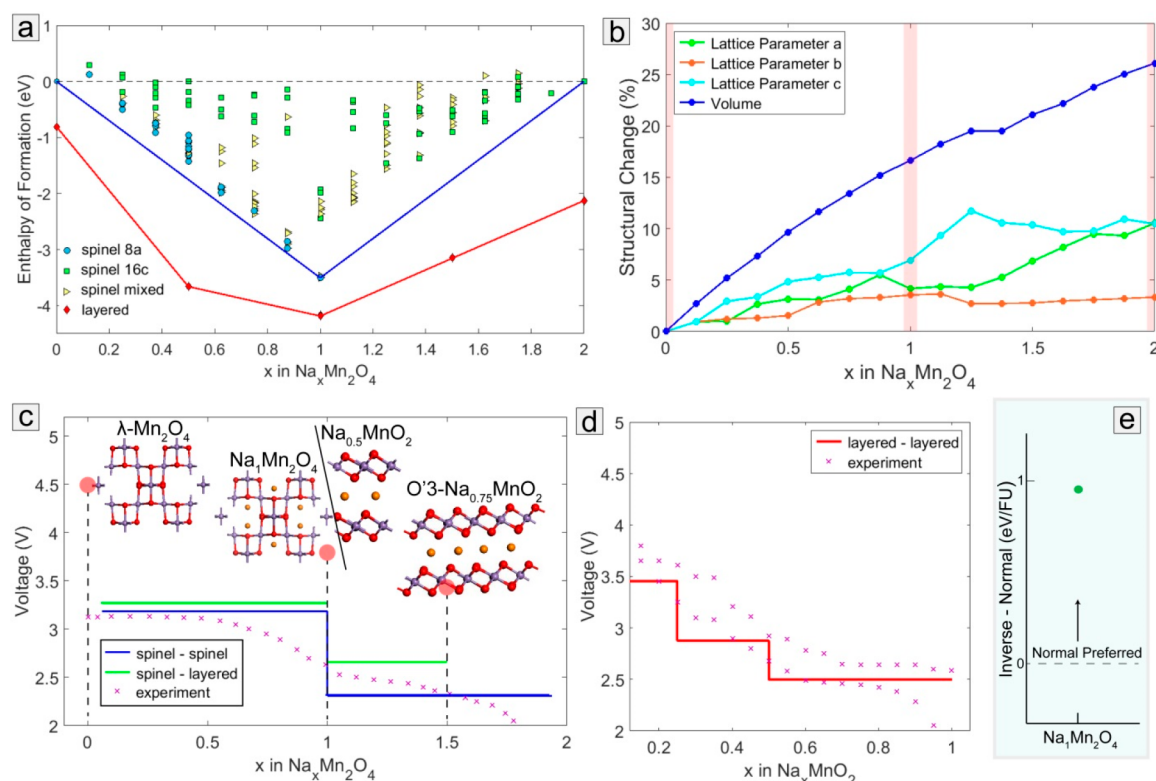 a
Enthalpy of Formation (eV)
1
0
-1
-2
-3
-4
spinel 8a
spinel 16c
spinel mixed
layered
0 0.2 0.4 0.6 0.8 1 1.2 1.4 1.6 1.8 2
x in NaₓMn₂O₄
b
Structural Change (%)
30
25
20
15
10
5
0
Lattice Parameter a
Lattice Parameter b
Lattice Parameter c
Volume
0 0.5 1 1.5 2
x in NaₓMn₂O₄
c
Voltage (V)
5
4.5
4
3.5
3
2.5
2
λ-Mn₂O₄
Na₁Mn₂O₄
Na₀.₅MnO₂
O'3-Na₀.₇₅MnO₂
spinel - spinel
spinel - layered
experiment
0 0.5 1 1.5 2
x in NaₓMn₂O₄
d
Voltage (V)
5
4.5
4
3.5
3
2.5
2
layered - layered
experiment
0.2 0.4 0.6 0.8 1
x in NaₓMnO₂
e
Inverse - Normal (eV/FU)
1
Normal Preferred
0
Na₁Mn₂O₄